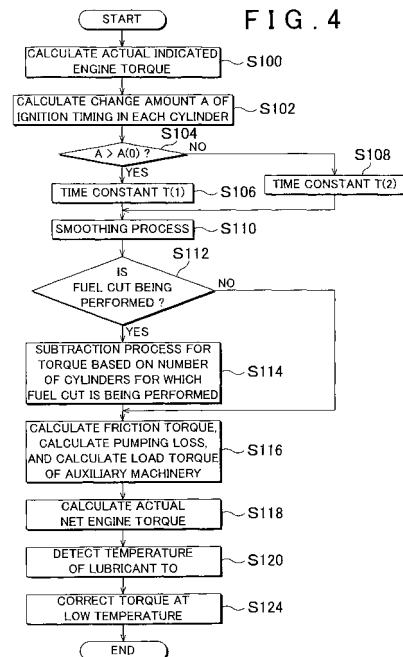 START
FIG. 4
CALCULATE ACTUAL INDICATED
ENGINE TORQUE
S100
CALCULATE CHANGE AMOUNT A OF
IGNITION TIMING IN EACH CYLINDER
S102
S104
A > A(0) ?
NO
YES
S108
TIME CONSTANT T(1)
S106
TIME CONSTANT T(2)
SMOOTHING PROCESS
S110
S112
IS
FUEL CUT BEING
PERFORMED ?
NO
YES
SUBTRACTION PROCESS FOR
TORQUE BASED ON NUMBER
OF CYLINDERS FOR WHICH
FUEL CUT IS BEING PERFORMED
S114
CALCULATE FRICTION TORQUE,
CALCULATE PUMPING LOSS,
AND CALCULATE LOAD TORQUE
OF AUXILIARY MACHINERY
S116
CALCULATE ACTUAL
NET ENGINE TORQUE
S118
DETECT TEMPERATURE
OF LUBRICANT TO
S120
CORRECT TORQUE AT
LOW TEMPERATURE
S124
END